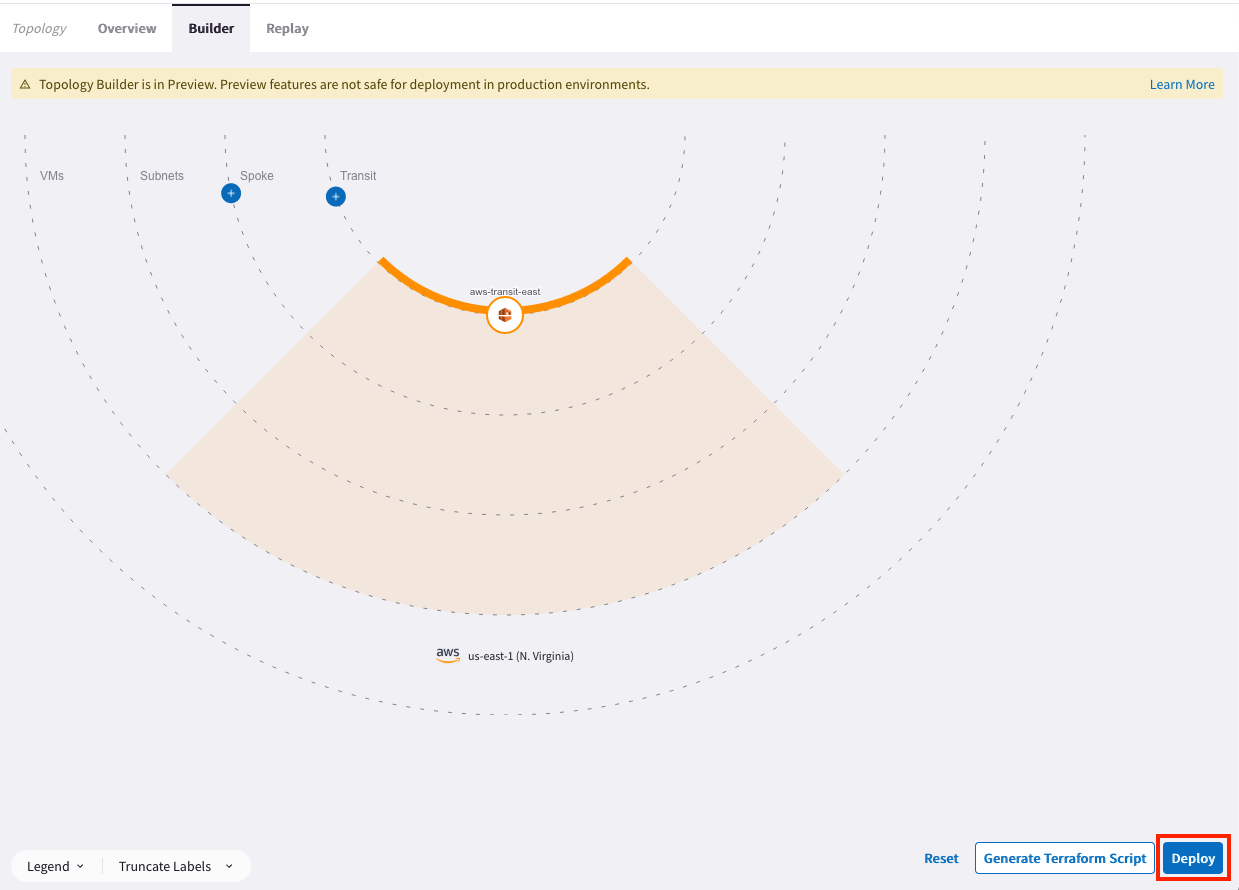 Topology Overview Builder Replay
Topology Builder is in Preview. Preview features are not safe for deployment in production environments. Learn More
VMs Subnets Spoke Transit
aws-transit-east
aws us-east-1 (N. Virginia)
Legend Truncate Labels Reset Generate Terraform Script Deploy